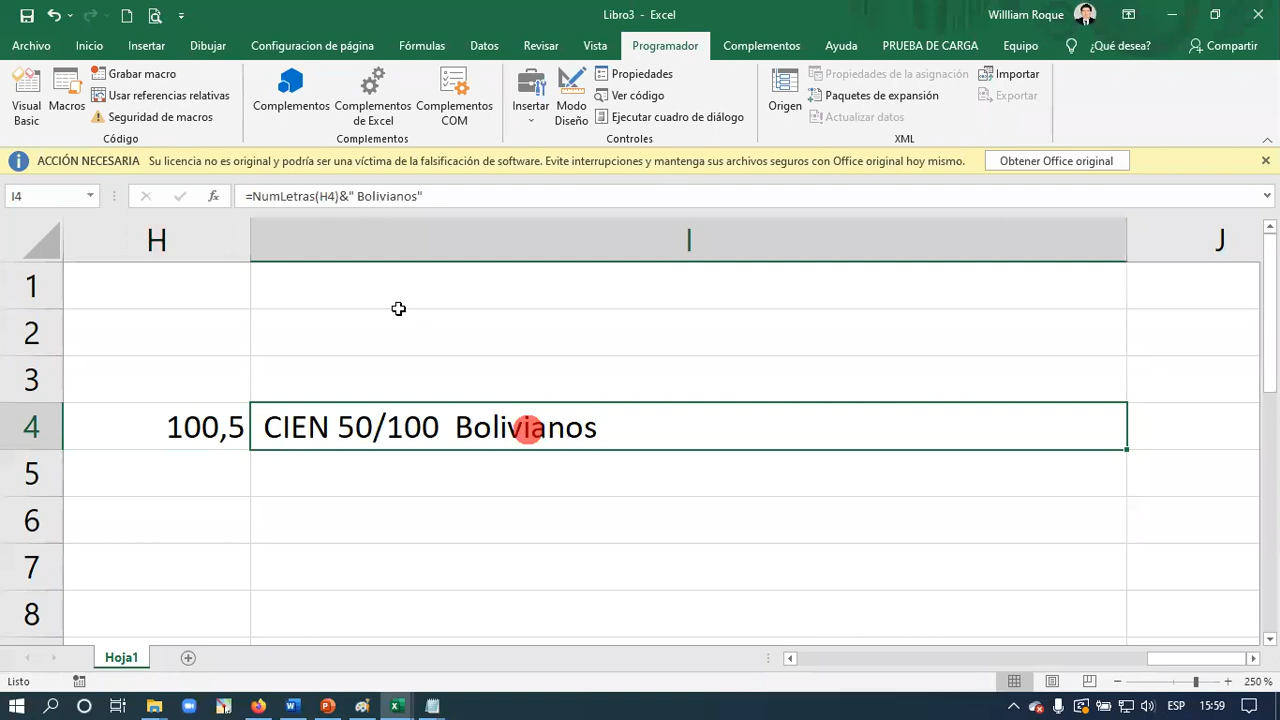 Libro3 - Excel
Willliam Roque
Archivo Inicio Insertar Dibujar Configuracion de página Fórmulas Datos Revisar Vista Programador Complementos Ayuda PRUEBA DE CARGA Equipo ¿Qué desea? Compartir
Visual Basic
Macros
Grabar macro
Usar referencias relativas
Seguridad de macros
Código
Complementos
Complementos de Excel
Complementos COM
Complementos
Insertar
Modo Diseño
Propiedades
Ver código
Ejecutar cuadro de diálogo
Controles
Origen
Propiedades de la asignación
Paquetes de expansión
Actualizar datos
Importar
Exportar
XML
ACCIÓN NECESARIA Su licencia no es original y podría ser una víctima de la falsificación de software. Evite interrupciones y mantenga sus archivos seguros con Office original hoy mismo. Obtener Office original
I4 fx =NumLetras(H4)&" Bolivianos"
H I J
1
2
3
4 100,5 CIEN 50/100  Bolivianos
5
6
7
8
Hoja1
Listo 250 %
ESP 15:59